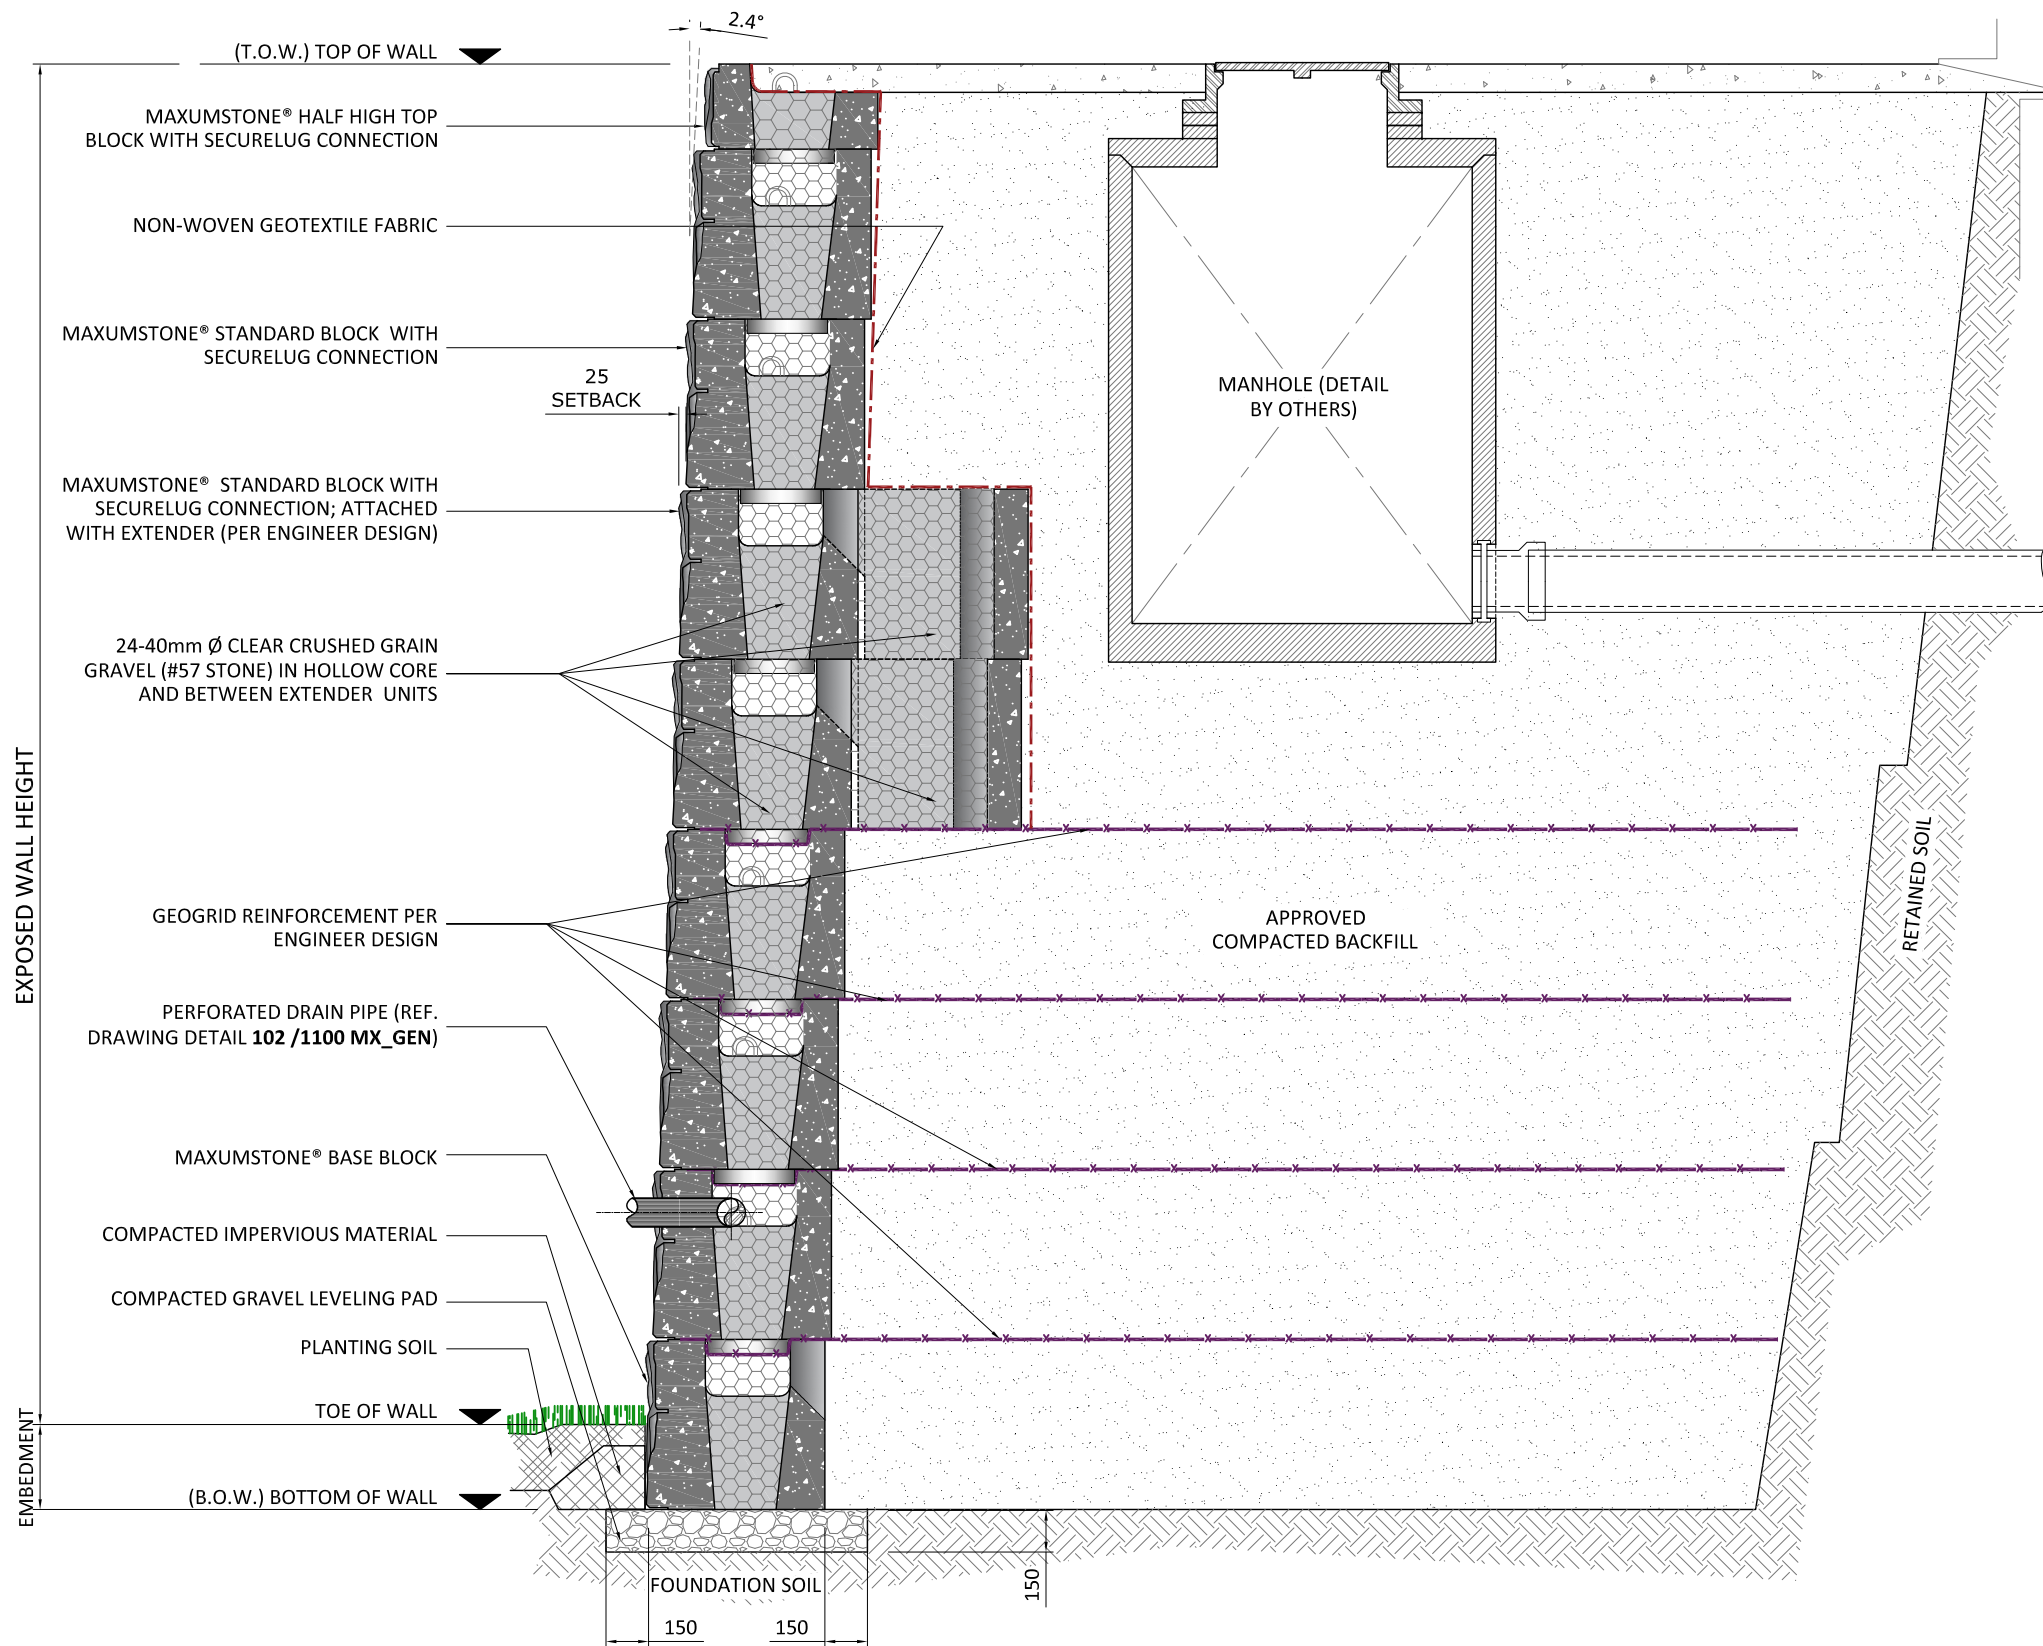 2.4°
(T.O.W.) TOP OF WALL
MAXUMSTONE® HALF HIGH TOP
BLOCK WITH SECURELUG CONNECTION
NON-WOVEN GEOTEXTILE FABRIC
MAXUMSTONE® STANDARD BLOCK WITH
SECURELUG CONNECTION
25
SETBACK
MANHOLE (DETAIL
BY OTHERS)
MAXUMSTONE® STANDARD BLOCK WITH
SECURELUG CONNECTION; ATTACHED
WITH EXTENDER (PER ENGINEER DESIGN)
24-40mm Ø CLEAR CRUSHED GRAIN
GRAVEL (#57 STONE) IN HOLLOW CORE
AND BETWEEN EXTENDER UNITS
EXPOSED WALL HEIGHT
RETAINED SOIL
GEOGRID REINFORCEMENT PER
ENGINEER DESIGN
APPROVED
COMPACTED BACKFILL
PERFORATED DRAIN PIPE (REF.
DRAWING DETAIL 102 /1100 MX_GEN)
MAXUMSTONE® BASE BLOCK
COMPACTED IMPERVIOUS MATERIAL
COMPACTED GRAVEL LEVELING PAD
PLANTING SOIL
TOE OF WALL
EMBEDMENT
(B.O.W.) BOTTOM OF WALL
FOUNDATION SOIL
150
150
150